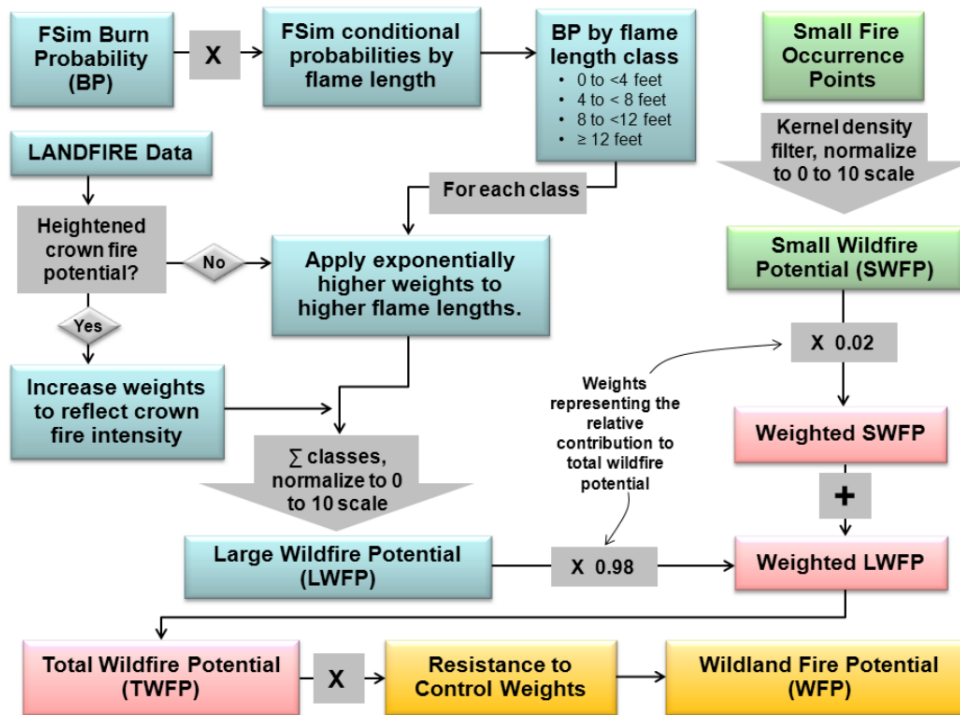 FSim Burn
Probability
(BP)
X
FSim conditional
probabilities by
flame length
BP by flame
length class
• 0 to <4 feet
• 4 to < 8 feet
• 8 to <12 feet
• ≥ 12 feet
Small Fire
Occurrence
Points
Kernel density
filter, normalize
to 0 to 10 scale
LANDFIRE Data
For each class
Heightened
crown fire
potential?
No
Apply exponentially
higher weights to
higher flame lengths.
Small Wildfire
Potential (SWFP)
Yes
X 0.02
Increase weights
to reflect crown
fire intensity
Weights
representing the
relative
contribution to
total wildfire
potential
Weighted SWFP
∑ classes,
normalize to 0
to 10 scale
+
Large Wildfire Potential
(LWFP)
X 0.98
Weighted LWFP
Total Wildfire Potential
(TWFP)
X
Resistance to
Control Weights
Wildland Fire Potential
(WFP)